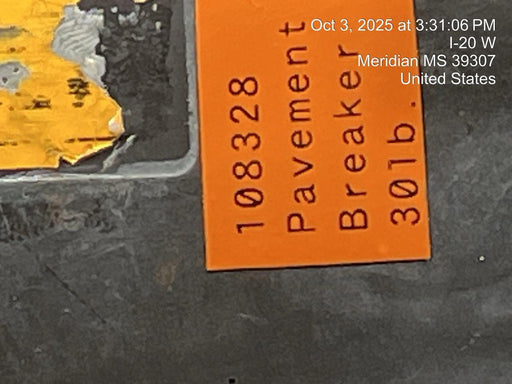 Oct 3, 2025 at 3:31:06 PM
I-20 W
Meridian MS 39307
United States
108328
Pavement
Breaker
30lb.